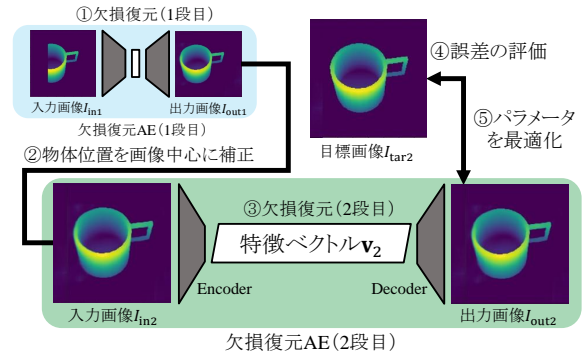 ①欠損復元（1段目）
入力画像I_in1
出力画像I_out1
欠損復元AE（1段目）
②物体位置を画像中心に補正
④誤差の評価
⑤パラメータ
を最適化
目標画像I_tar2
③欠損復元（2段目）
特徴ベクトルv_2
Encoder
Decoder
入力画像I_in2
出力画像I_out2
欠損復元AE（2段目）